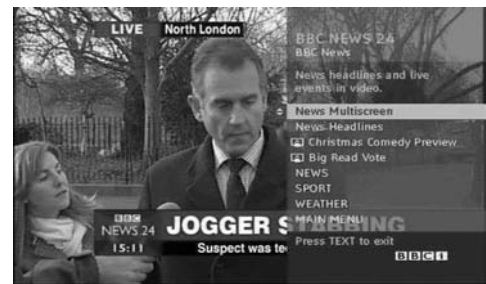 LIVE North London
BBC NEWS 24
BBC News
News headlines and live
events in video.
News Multiscreen
News Headlines
Christmas Comedy Preview
Big Read Vote
NEWS
SPORT
WEATHER
MAIN MENU
Press TEXT to exit
BBC 1
BBC
NEWS 24
15:11
JOGGER STABBING
Suspect was